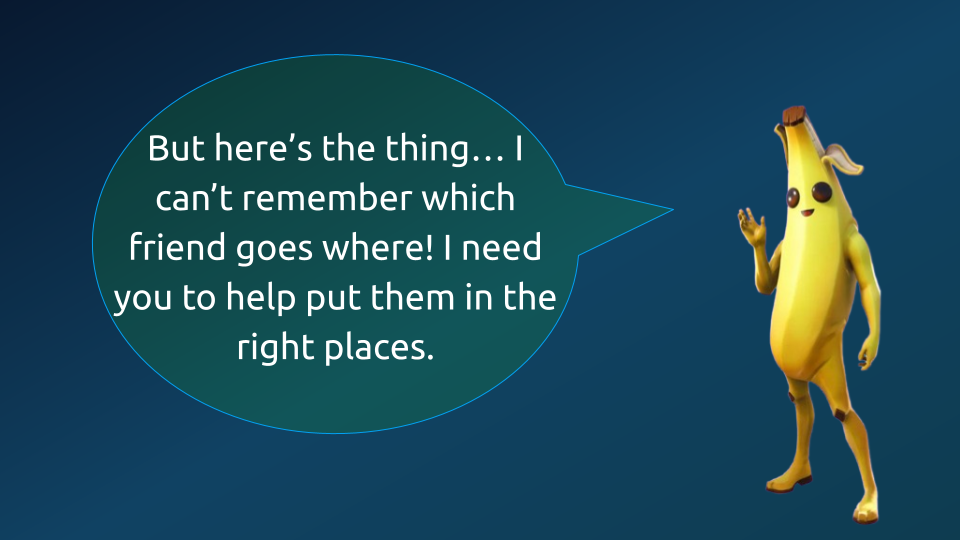 But here’s the thing… I
can’t remember which
friend goes where! I need
you to help put them in the
right places.